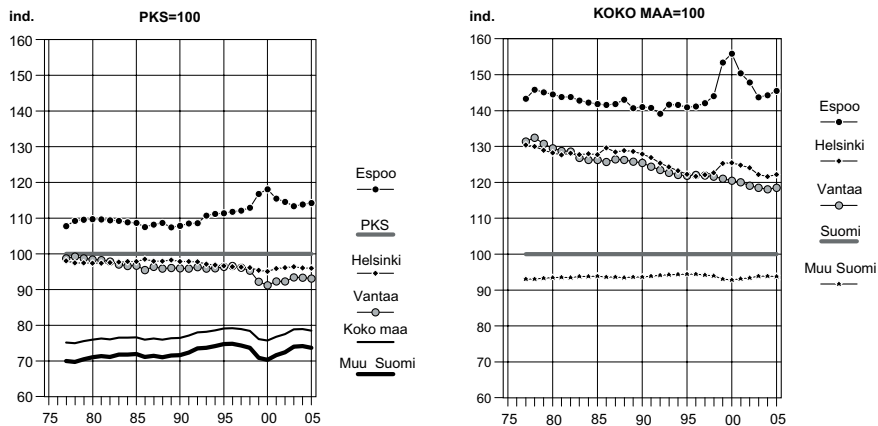 ind.
PKS=100
160
150
140
130
120
110
100
90
80
70
60
75 80 85 90 95 00 05
Espoo
PKS
Helsinki
Vantaa
Koko maa
Muu Suomi
ind.
KOKO MAA=100
160
150
140
130
120
110
100
90
80
70
60
75 80 85 90 95 00 05
Espoo
Helsinki
Vantaa
Suomi
Muu Suomi